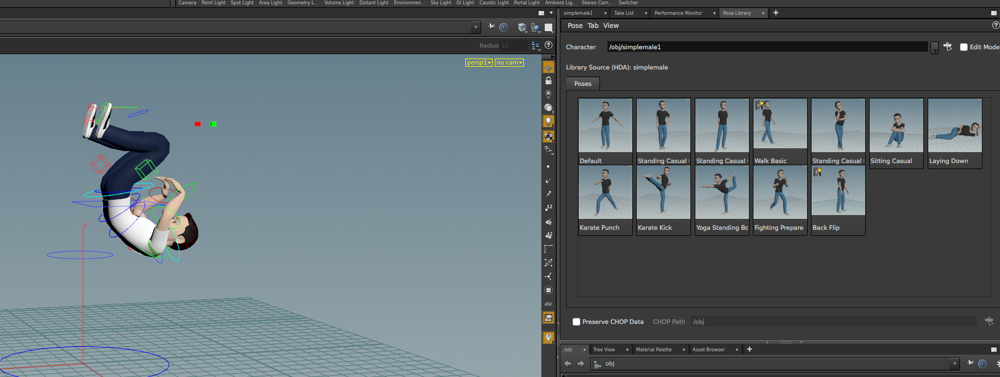 Camera Point Light Spot Light Area Light Geometry L... Volume Light Distant Light Environmen... Sky Light GI Light Caustic Light Portal Light Ambient Lig... Stereo Cam... Switcher
simplemale1 Take List Performance Monitor Pose Library
Pose Tab View
Radius 10
Character /obj/simplemale1 Edit Mode
persp1 no cam
Library Source (HDA): simplemale
Poses
Default Standing Casual Standing Casual Walk Basic Standing Casual Sitting Casual Laying Down
Karate Punch Karate Kick Yoga Standing Bo Fighting Prepare Back Flip
12
12
y
abc
Preserve CHOP Data CHOP Path /obj
/obj Tree View Material Palette Asset Browser
obj